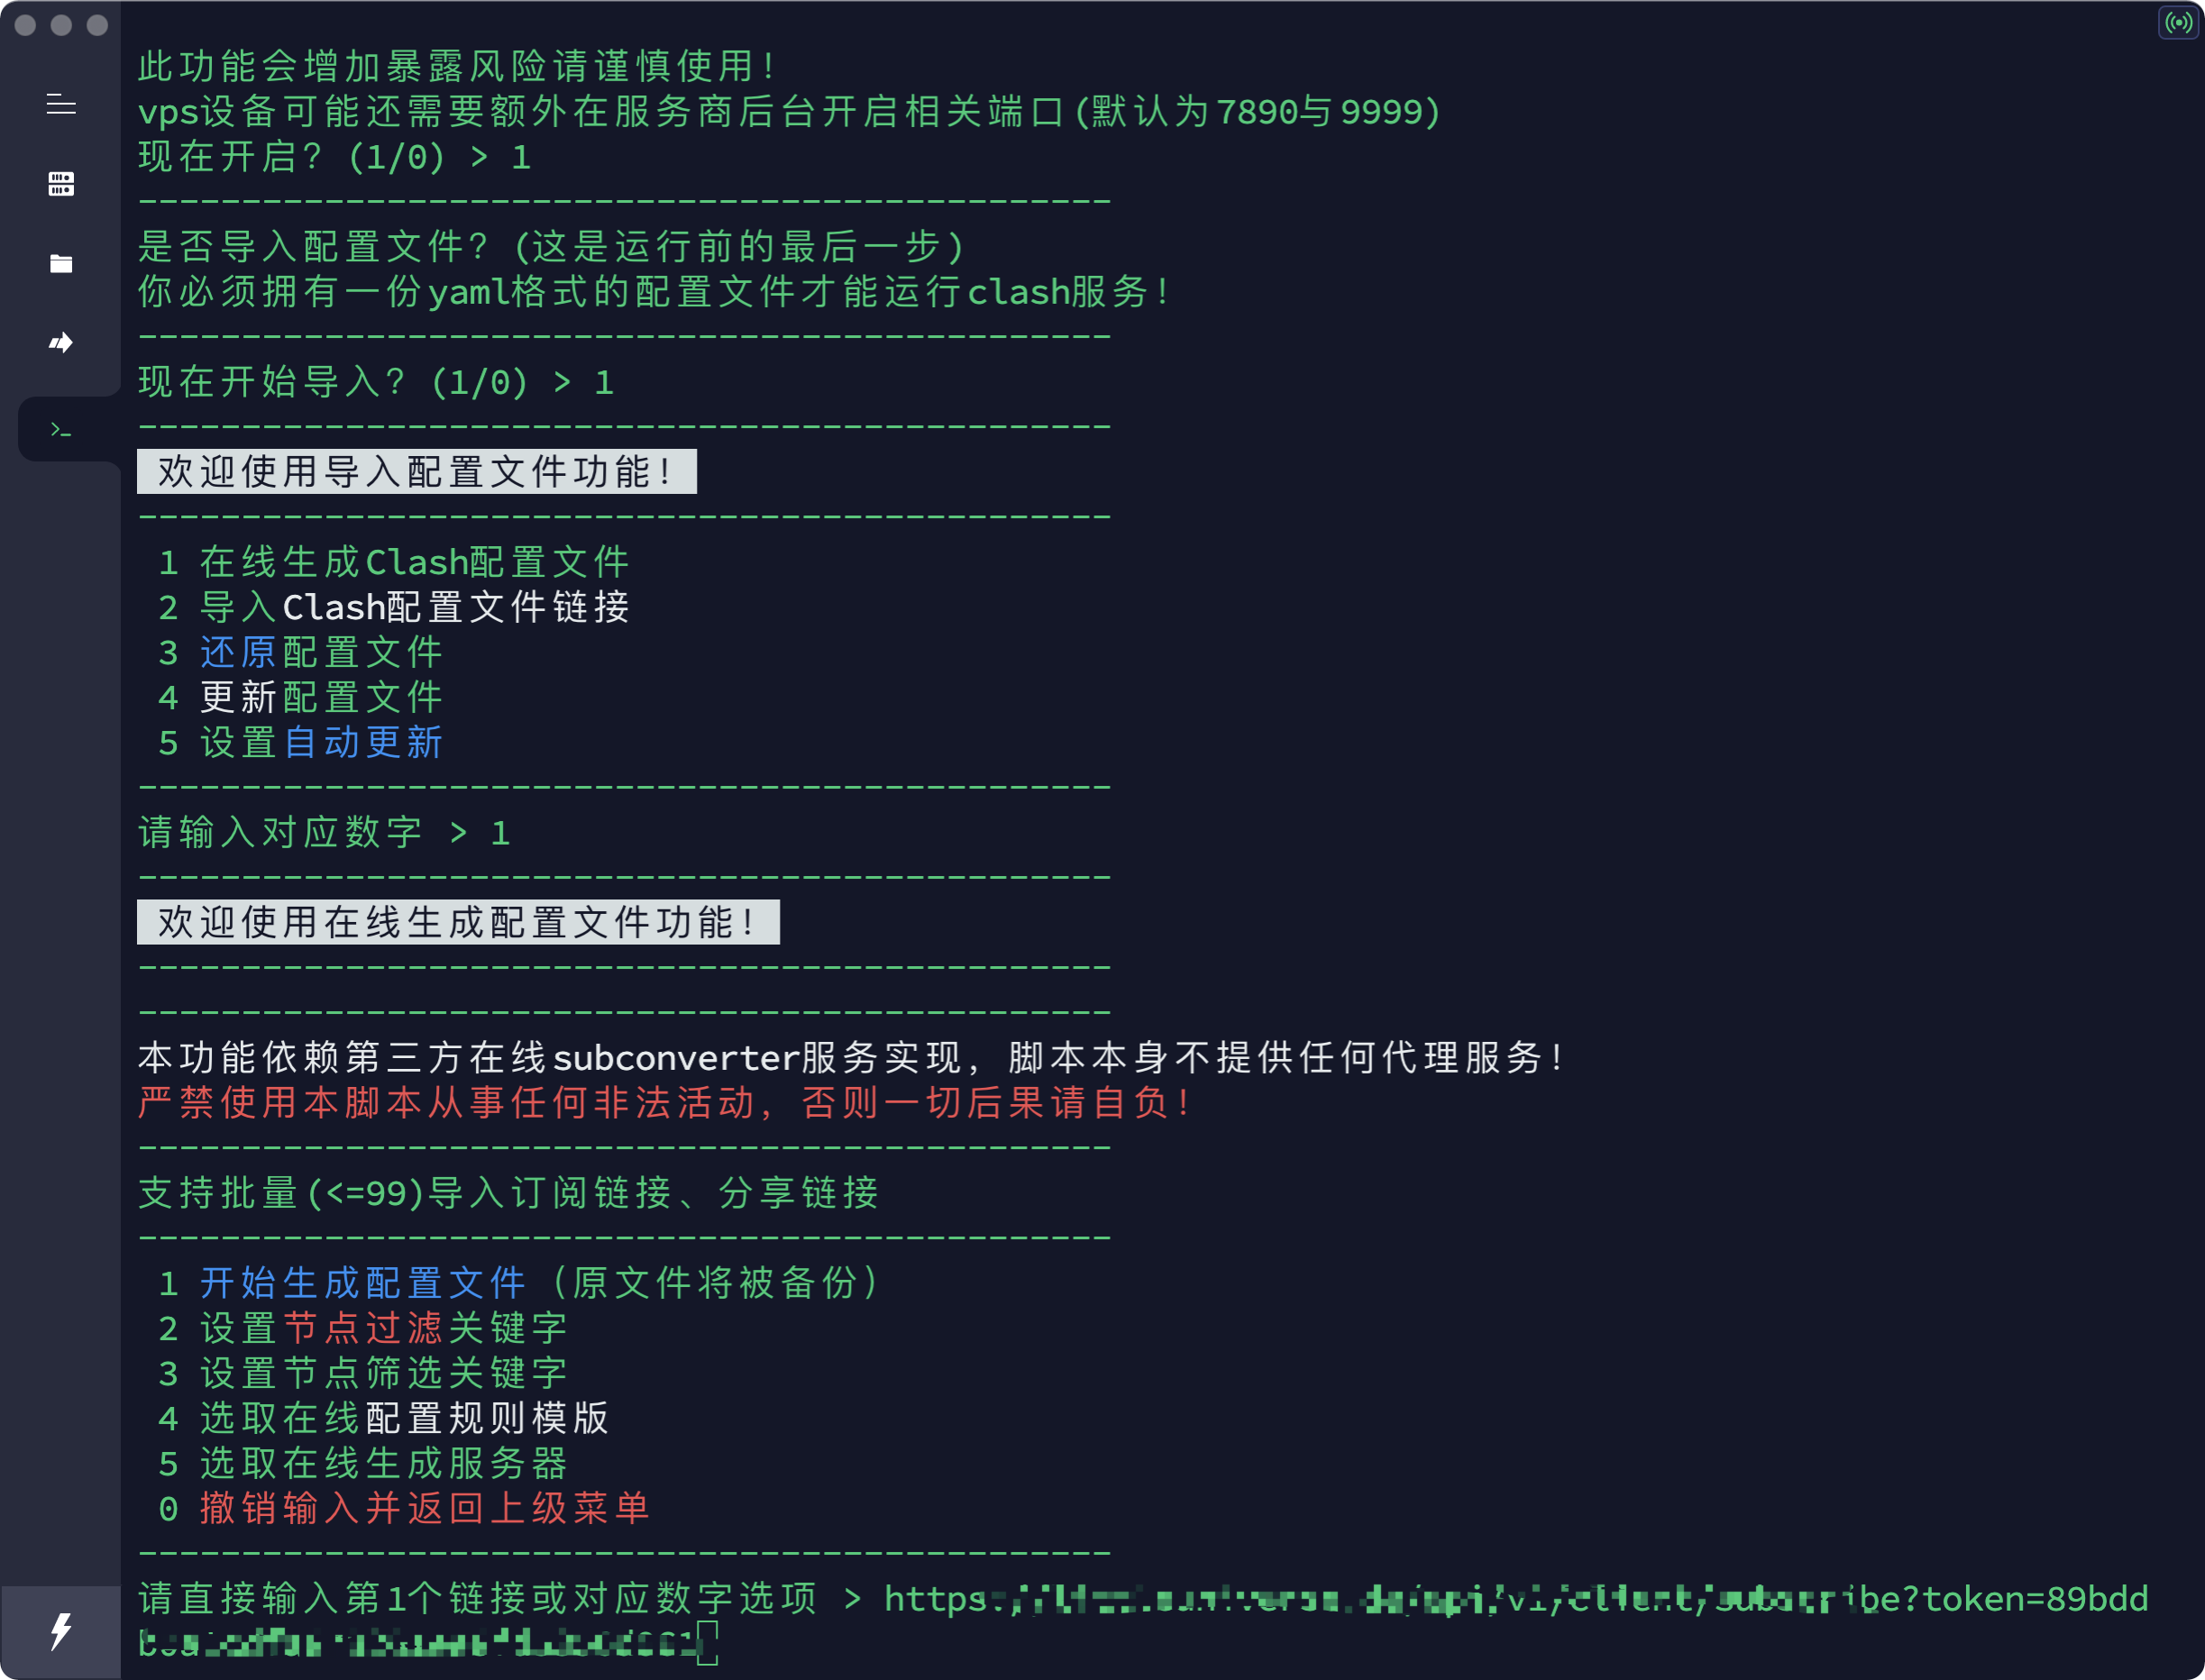 此功能会增加暴露风险请谨慎使用！
vps设备可能还需要额外在服务商后台开启相关端口(默认为7890与9999)
现在开启？(1/0) > 1
-----------------------------------------------
是否导入配置文件？(这是运行前的最后一步)
你必须拥有一份yaml格式的配置文件才能运行clash服务！
-----------------------------------------------
现在开始导入？(1/0) > 1
-----------------------------------------------
欢迎使用导入配置文件功能！
-----------------------------------------------
1 在线生成Clash配置文件
2 导入Clash配置文件链接
3 还原配置文件
4 更新配置文件
5 设置自动更新
-----------------------------------------------
请输入对应数字 > 1
-----------------------------------------------
欢迎使用在线生成配置文件功能！
-----------------------------------------------
-----------------------------------------------
本功能依赖第三方在线subconverter服务实现，脚本本身不提供任何代理服务！
严禁使用本脚本从事任何非法活动，否则一切后果请自负！
-----------------------------------------------
支持批量(<=99)导入订阅链接、分享链接
-----------------------------------------------
1 开始生成配置文件（原文件将被备份）
2 设置节点过滤关键字
3 设置节点筛选关键字
4 选取在线配置规则模版
5 选取在线生成服务器
0 撤销输入并返回上级菜单
-----------------------------------------------
请直接输入第1个链接或对应数字选项 > https ibe?token=89bdd